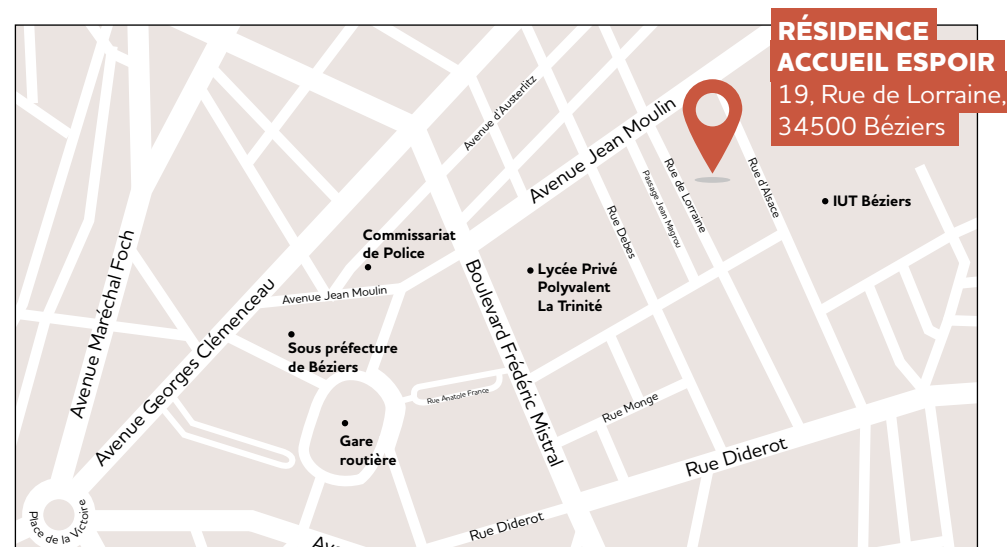 RÉSIDENCE
ACCUEIL ESPOIR
19, Rue de Lorraine,
34500 Béziers
Avenue d'Austerlitz
Avenue Jean Moulin
Passage Jean Magrou
Rue de Lorraine
Rue d'Alsace
Rue Debes
IUT Béziers
Commissariat
de Police
Lycée Privé
Polyvalent
La Trinité
Avenue Maréchal Foch
Avenue Georges Clémenceau
Avenue Jean Moulin
Boulevard Frédéric Mistral
Sous préfecture
de Béziers
Rue Anatole France
Rue Monge
Gare
routière
Rue Diderot
Rue Diderot
Place de la Victoire